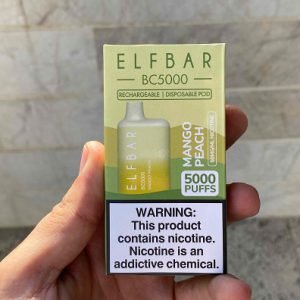 ELFBAR
BC5000
RECHARGEABLE | DISPOSABLE POD
ELFBAR
BC5000
MANGO
PEACH
5000
PUFFS
WARNING:
This product
contains nicotine.
Nicotine is an
addictive chemical.